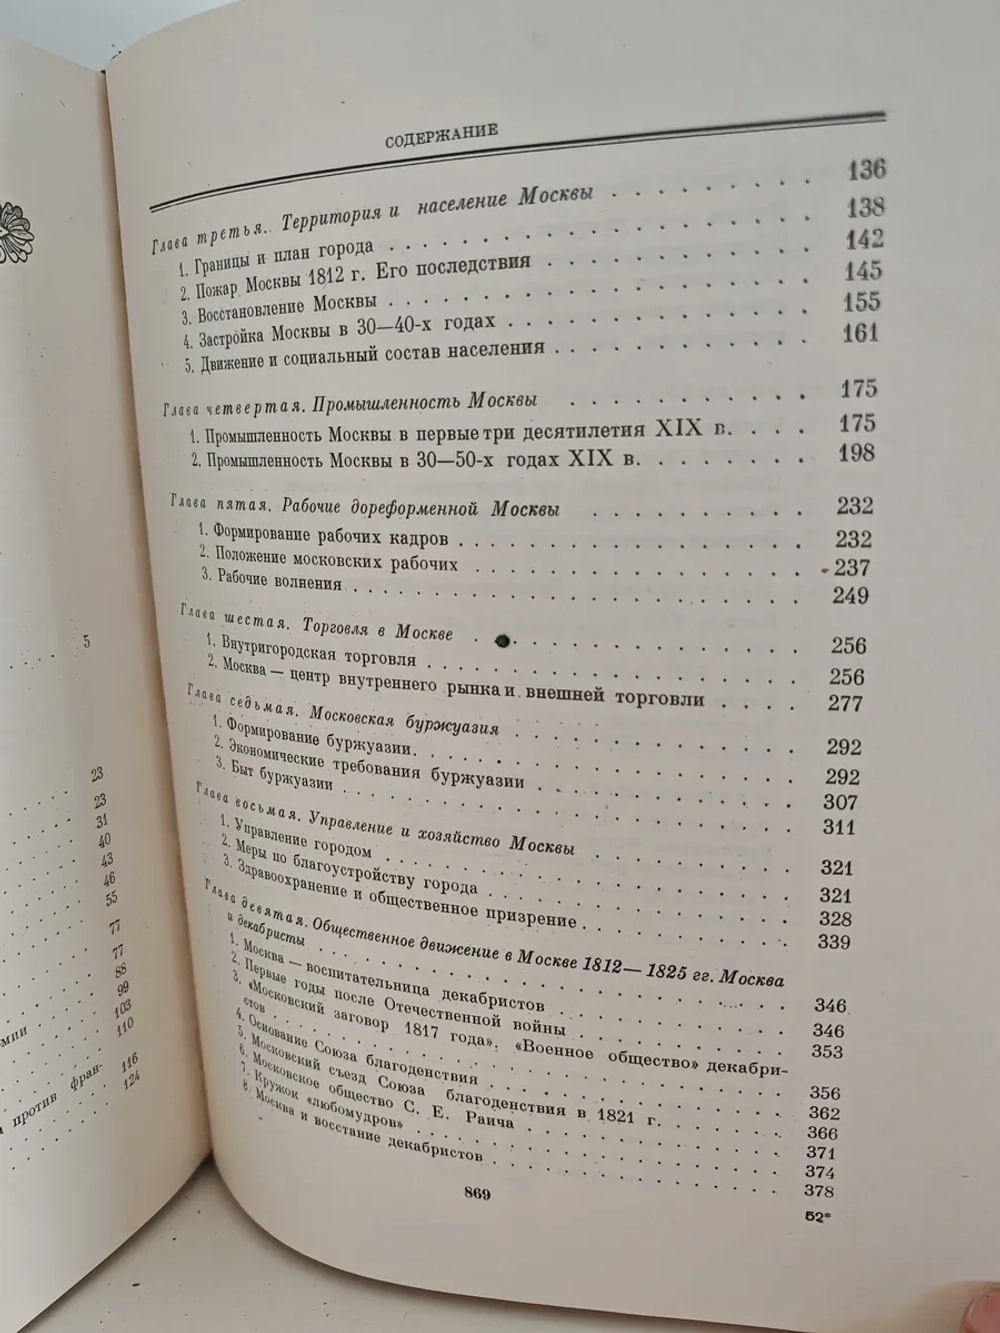 5
23
23
31
40
43
46
55
77
77
88
99
103
мии . . . . . 110
против фран-
116
124
СОДЕРЖАНИЕ
Глава третья. Территория и население Москвы . . . . . . . 136
1. Границы и план города . . . . . . . . . . . . . . 138
2. Пожар Москвы 1812 г. Его последствия . . . . . . . . . 142
3. Восстановление Москвы . . . . . . . . . . . . . . 145
4. Застройка Москвы в 30—40-х годах . . . . . . . . . . 155
5. Движение и социальный состав населения . . . . . . . . 161
Глава четвертая. Промышленность Москвы . . . . . . . . 175
1. Промышленность Москвы в первые три десятилетия XIX в. . . . 175
2. Промышленность Москвы в 30—50-х годах XIX в. . . . . . . 198
Глава пятая. Рабочие дореформенной Москвы . . . . . . . . 232
1. Формирование рабочих кадров . . . . . . . . . . . . 232
2. Положение московских рабочих . . . . . . . . . . . . 237
3. Рабочие волнения . . . . . . . . . . . . . . . . 249
Глава шестая. Торговля в Москве . . . . . . . . . . . . 256
1. Внутригородская торговля . . . . . . . . . . . . . . 256
2. Москва — центр внутреннего рынка и внешней торговли . . . . 277
Глава седьмая. Московская буржуазия . . . . . . . . . . 292
1. Формирование буржуазии. . . . . . . . . . . . . . . 292
2. Экономические требования буржуазии . . . . . . . . . . 307
3. Быт буржуазии . . . . . . . . . . . . . . . . . 311
Глава восьмая. Управление и хозяйство Москвы . . . . . . . 321
1. Управление городом . . . . . . . . . . . . . . . . 321
2. Меры по благоустройству города . . . . . . . . . . . 328
3. Здравоохранение и общественное призрение . . . . . . . . 339
Глава девятая. Общественное движение в Москве 1812—1825 гг. Москва
и декабристы . . . . . . . . . . . . . . . . . . 346
1. Москва — воспитательница декабристов . . . . . . . . . 346
2. Первые годы после Отечественной войны . . . . . . . . . 353
3. «Московский заговор 1817 года». «Военное общество» декабри-
стов . . . . . . . . . . . . . . . . . . . . 356
4. Основание Союза благоденствия . . . . . . . . . . . . 362
5. Московский съезд Союза благоденствия в 1821 г. . . . . . . 366
6. Московское общество С. Е. Раича . . . . . . . . . . . 371
7. Кружок «любомудров» . . . . . . . . . . . . . . . 374
8. Москва и восстание декабристов . . . . . . . . . . . . 378
869
52*